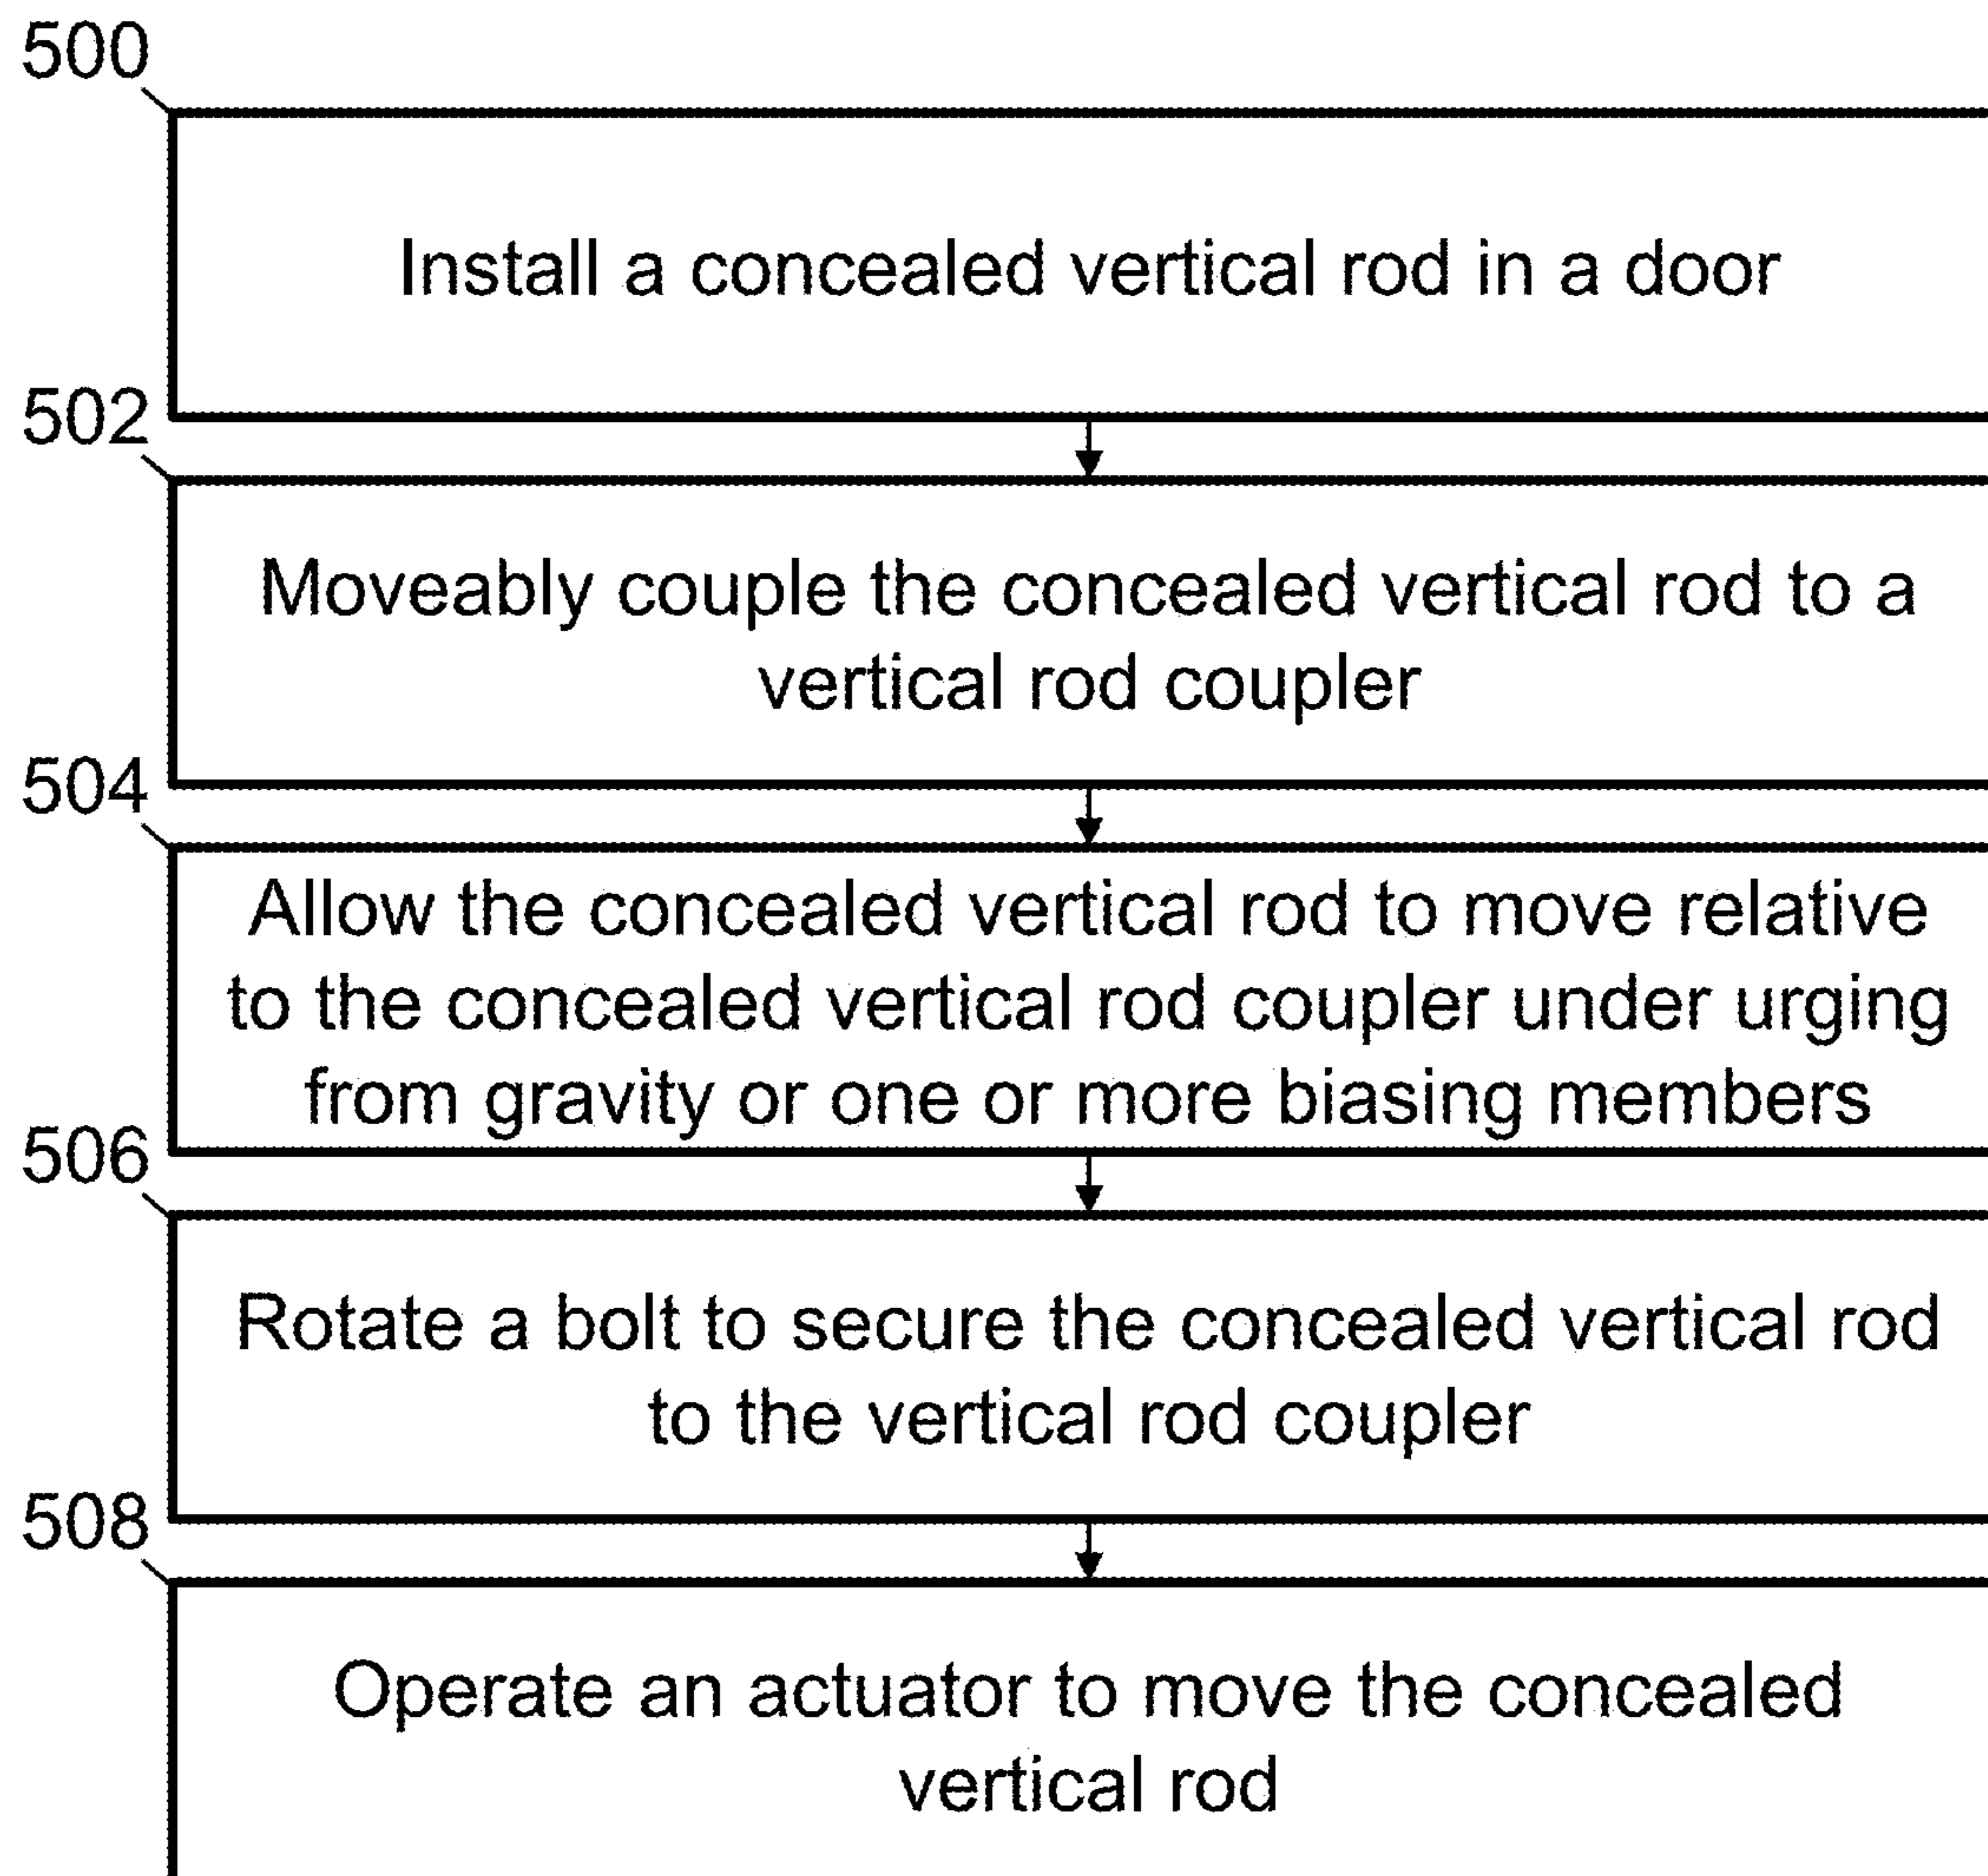 500
Install a concealed vertical rod in a door
502
Moveably couple the concealed vertical rod to a
vertical rod coupler
504
Allow the concealed vertical rod to move relative
to the concealed vertical rod coupler under urging
from gravity or one or more biasing members
506
Rotate a bolt to secure the concealed vertical rod
to the vertical rod coupler
508
Operate an actuator to move the concealed
vertical rod